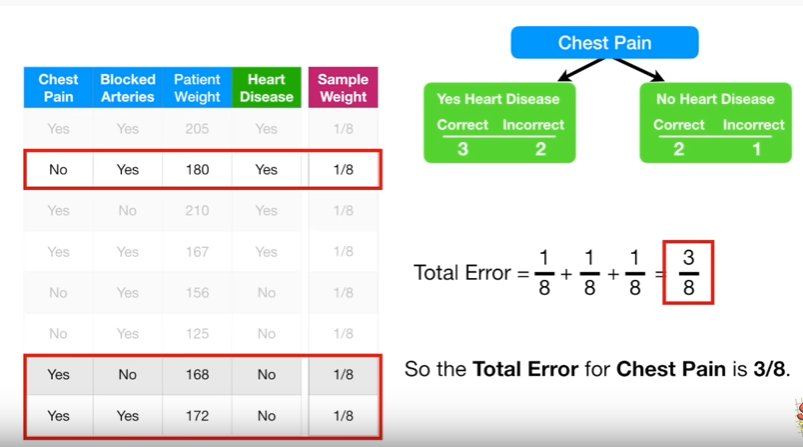 Chest Pain Blocked Arteries Patient Weight Heart Disease Sample Weight
Yes Yes 205 Yes 1/8
No Yes 180 Yes 1/8
Yes No 210 Yes 1/8
Yes Yes 167 Yes 1/8
No Yes 156 No 1/8
No Yes 125 No 1/8
Yes No 168 No 1/8
Yes Yes 172 No 1/8
Chest Pain
Yes Heart Disease
Correct Incorrect
3 2
No Heart Disease
Correct Incorrect
2 1
Total Error = 1/8 + 1/8 + 1/8 = 3/8
So the Total Error for Chest Pain is 3/8.